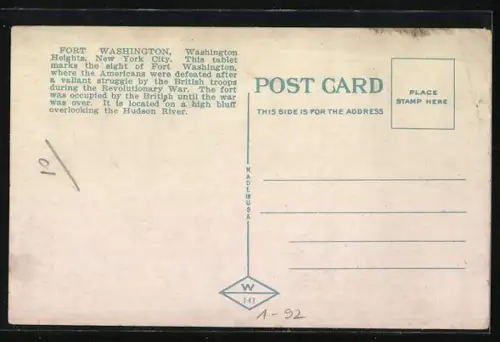 FORT WASHINGTON, Washington
Heights, New York City. This tablet
marks the sight of Fort Washington,
where the Americans were defeated after
a valiant struggle by the British troops
during the Revolutionary War. The fort
was occupied by the British until the war
was over. It is located on a high bluff
overlooking the Hudson River.
POST CARD
THIS SIDE IS FOR THE ADDRESS
PLACE
STAMP HERE
MADE IN U.S.A.
W
10
1-92